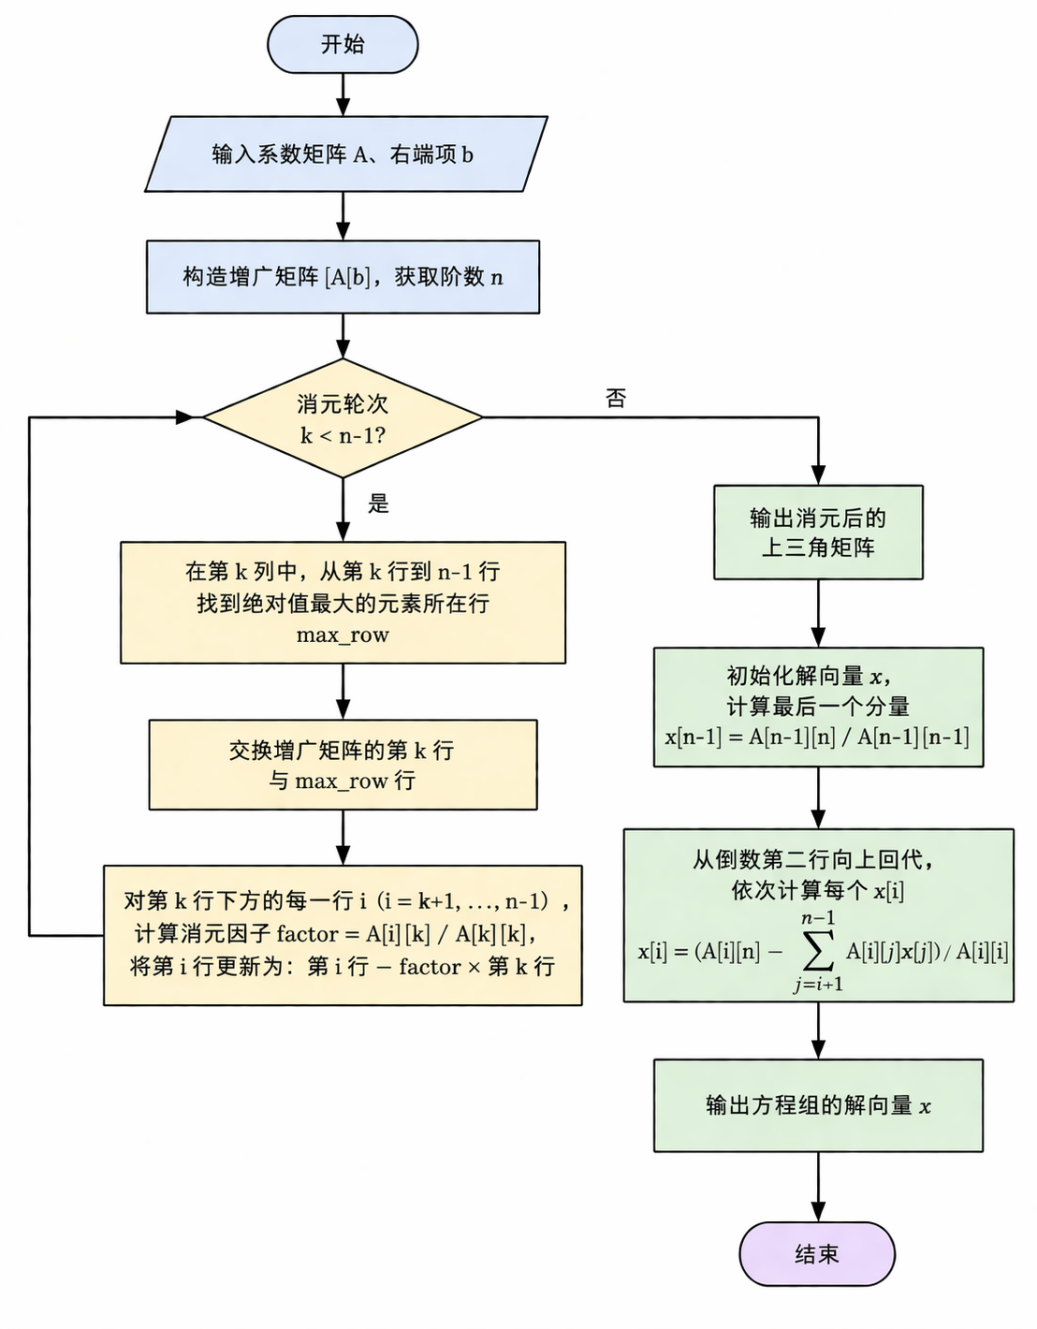 开始
输入系数矩阵 A、右端项 b
构造增广矩阵 [A[b]，获取阶数 n
消元轮次
k < n-1?
否
是
在第 k 列中，从第 k 行到 n-1 行
找到绝对值最大的元素所在行
max_row
交换增广矩阵的第 k 行
与 max_row 行
对第 k 行下方的每一行 i（i = k+1, …, n-1），
计算消元因子 factor = A[i][k] / A[k][k]，
将第 i 行更新为：第 i 行 − factor × 第 k 行
输出消元后的
上三角矩阵
初始化解向量 x，
计算最后一个分量
x[n-1] = A[n-1][n] / A[n-1][n-1]
从倒数第二行向上回代，
依次计算每个 x[i]
n−1
x[i] = (A[i][n] − ∑ A[i][j]x[j]) / A[i][i]
j=i+1
输出方程组的解向量 x
结束